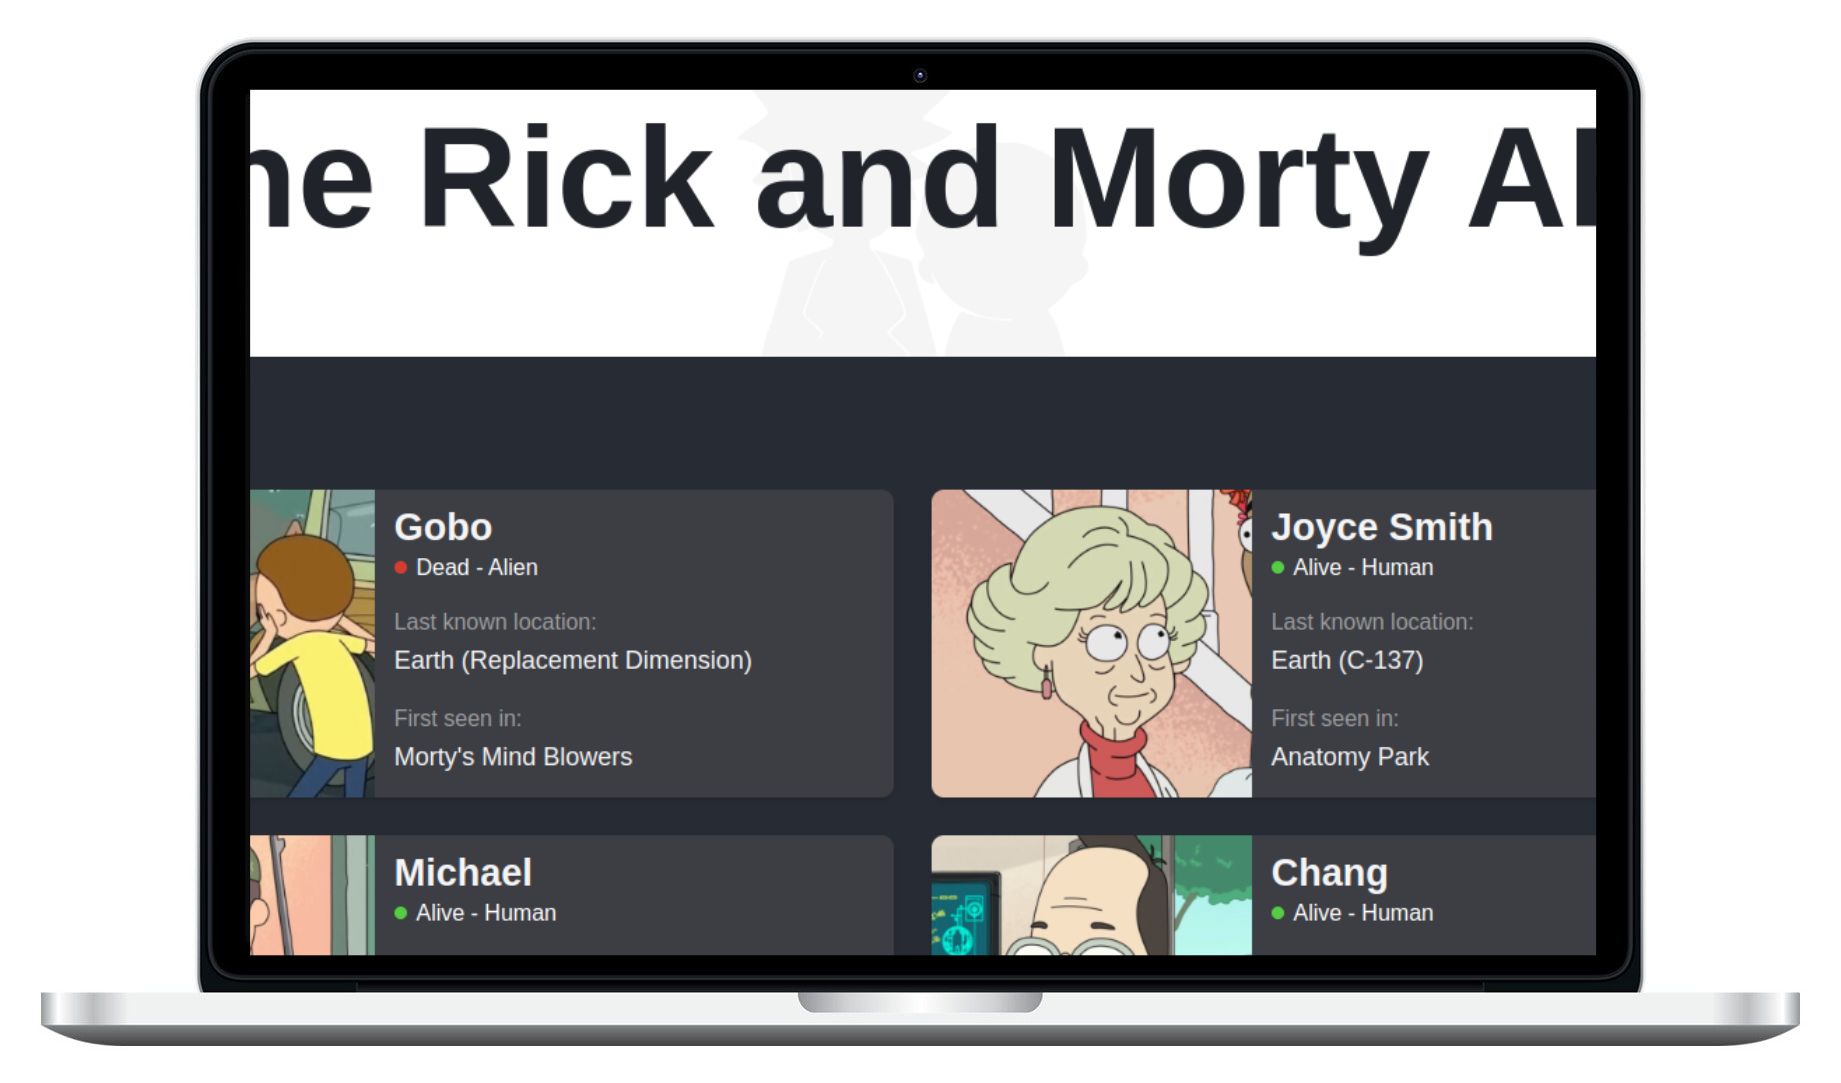 he Rick and Morty A
Gobo
Dead - Alien
Last known location:
Earth (Replacement Dimension)
First seen in:
Morty's Mind Blowers
Joyce Smith
Alive - Human
Last known location:
Earth (C-137)
First seen in:
Anatomy Park
Michael
Alive - Human
Chang
Alive - Human